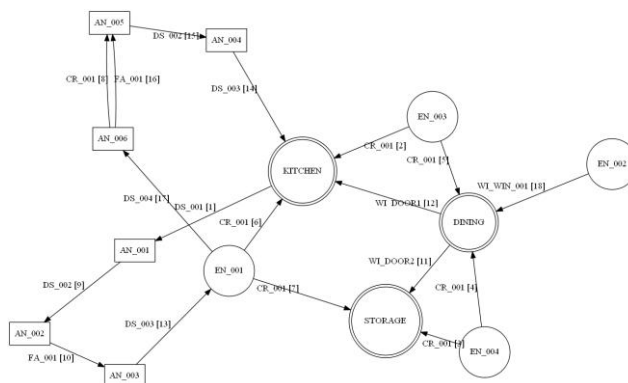 AN_005
DS_002 [15]
AN_004
CR_001 [8]
FA_001 [16]
DS_003 [14]
EN_003
AN_006
CR_001 [2]
CR_001 [5]
EN_002
KITCHEN
WI_WIN_001 [18]
DS_004 [17]
DS_001 [1]
WI_DOOR1 [12]
CR_001 [6]
DINING
AN_001
EN_001
WI_DOOR2 [11]
DS_002 [9]
CR_001 [7]
CR_001 [4]
DS_003 [13]
STORAGE
AN_002
FA_001 [10]
CR_001 [3]
EN_004
AN_003